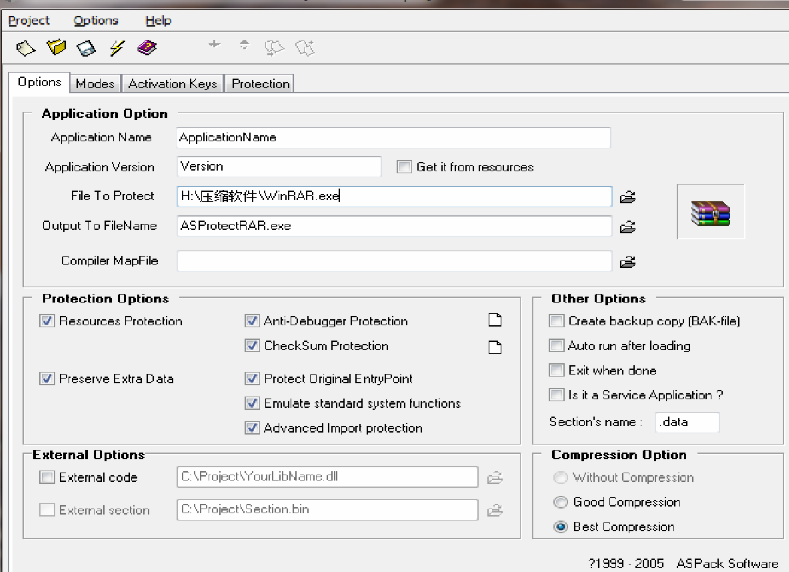 Project Options Help
Options Modes Activation Keys Protection
Application Option
Application Name ApplicationName
Application Version Version Get it from resources
File To Protect H:\压缩软件\WinRAR.exe
Output To FileName ASProtectRAR.exe
Compiler MapFile
Protection Options
Resources Protection Anti-Debugger Protection
CheckSum Protection
Preserve Extra Data Protect Original EntryPoint
Emulate standard system functions
Advanced Import protection
Other Options
Create backup copy (BAK-file)
Auto run after loading
Exit when done
Is it a Service Application ?
Section's name : .data
External Options
External code C:\Project\YourLibName.dll
External section C:\Project\Section.bin
Compression Option
Without Compression
Good Compression
Best Compression
?1999 - 2005 ASPack Software